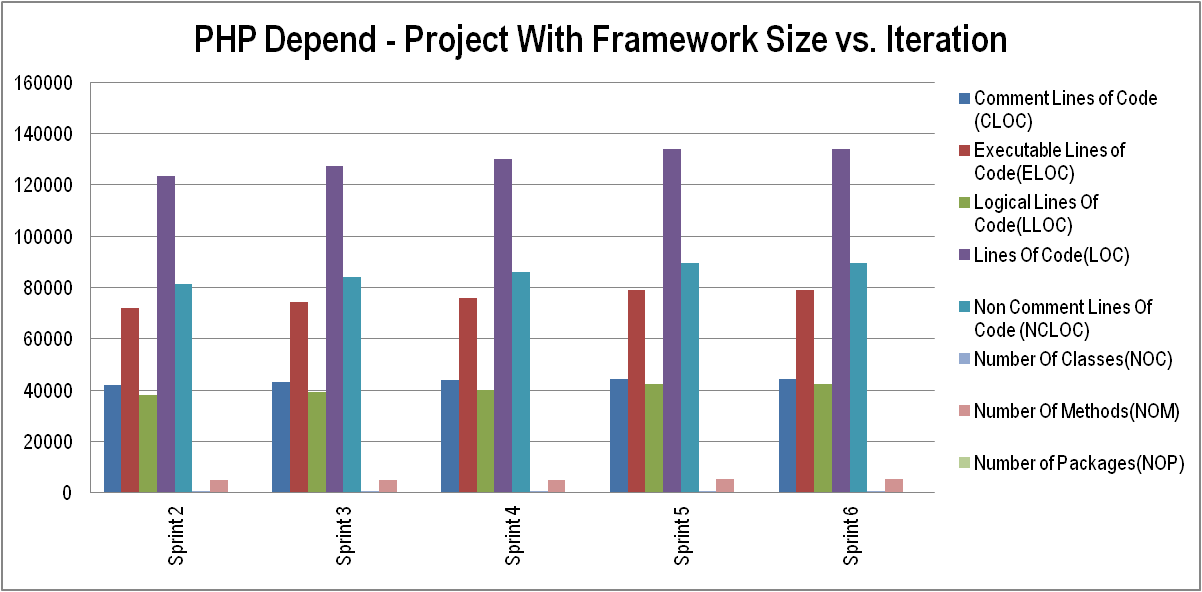 PHP Depend - Project With Framework Size vs. Iteration
160000
140000
120000
100000
80000
60000
40000
20000
0
Sprint 2
Sprint 3
Sprint 4
Sprint 5
Sprint 6
Comment Lines of Code
(CLOC)
Executable Lines of
Code(ELOC)
Logical Lines Of
Code(LLOC)
Lines Of Code(LOC)
Non Comment Lines Of
Code (NCLOC)
Number Of Classes(NOC)
Number Of Methods(NOM)
Number of Packages(NOP)